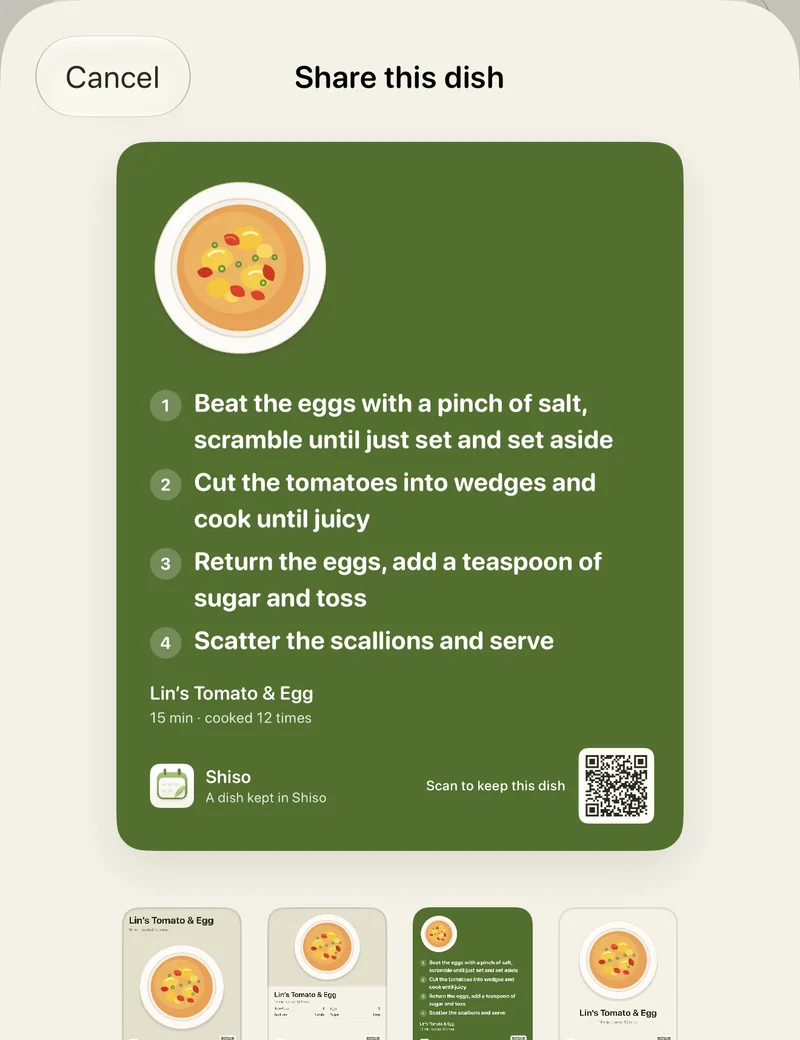 Cancel
Share this dish
1 Beat the eggs with a pinch of salt,
scramble until just set and set aside
2 Cut the tomatoes into wedges and
cook until juicy
3 Return the eggs, add a teaspoon of
sugar and toss
4 Scatter the scallions and serve
Lin’s Tomato & Egg
15 min · cooked 12 times
Shiso
A dish kept in Shiso
Scan to keep this dish
Lin’s Tomato & Egg
Lin’s Tomato & Egg
1 Beat the eggs with a pinch of salt,
scramble until just set and set aside
2 Cut the tomatoes into wedges and
cook until juicy
3 Return the eggs, add a teaspoon of
sugar and toss
4 Scatter the scallions and serve
Lin’s Tomato & Egg
Lin’s Tomato & Egg